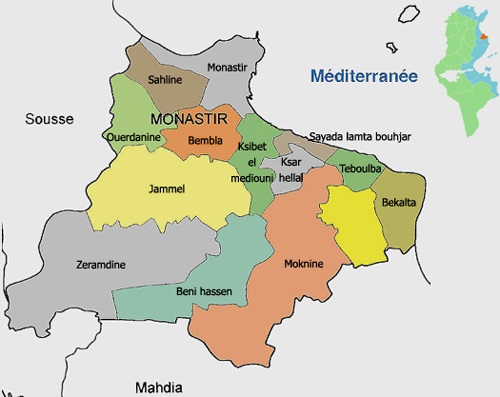 Monastir
Sahline
Méditerranée
Sousse
MONASTIR
Ouerdanine
Bembla
Sayada lamta bouhjar
Ksibet
el
mediouni
Ksar
hellal
Teboulba
Jammel
Bekalta
Zeramdine
Moknine
Beni hassen
Mahdia